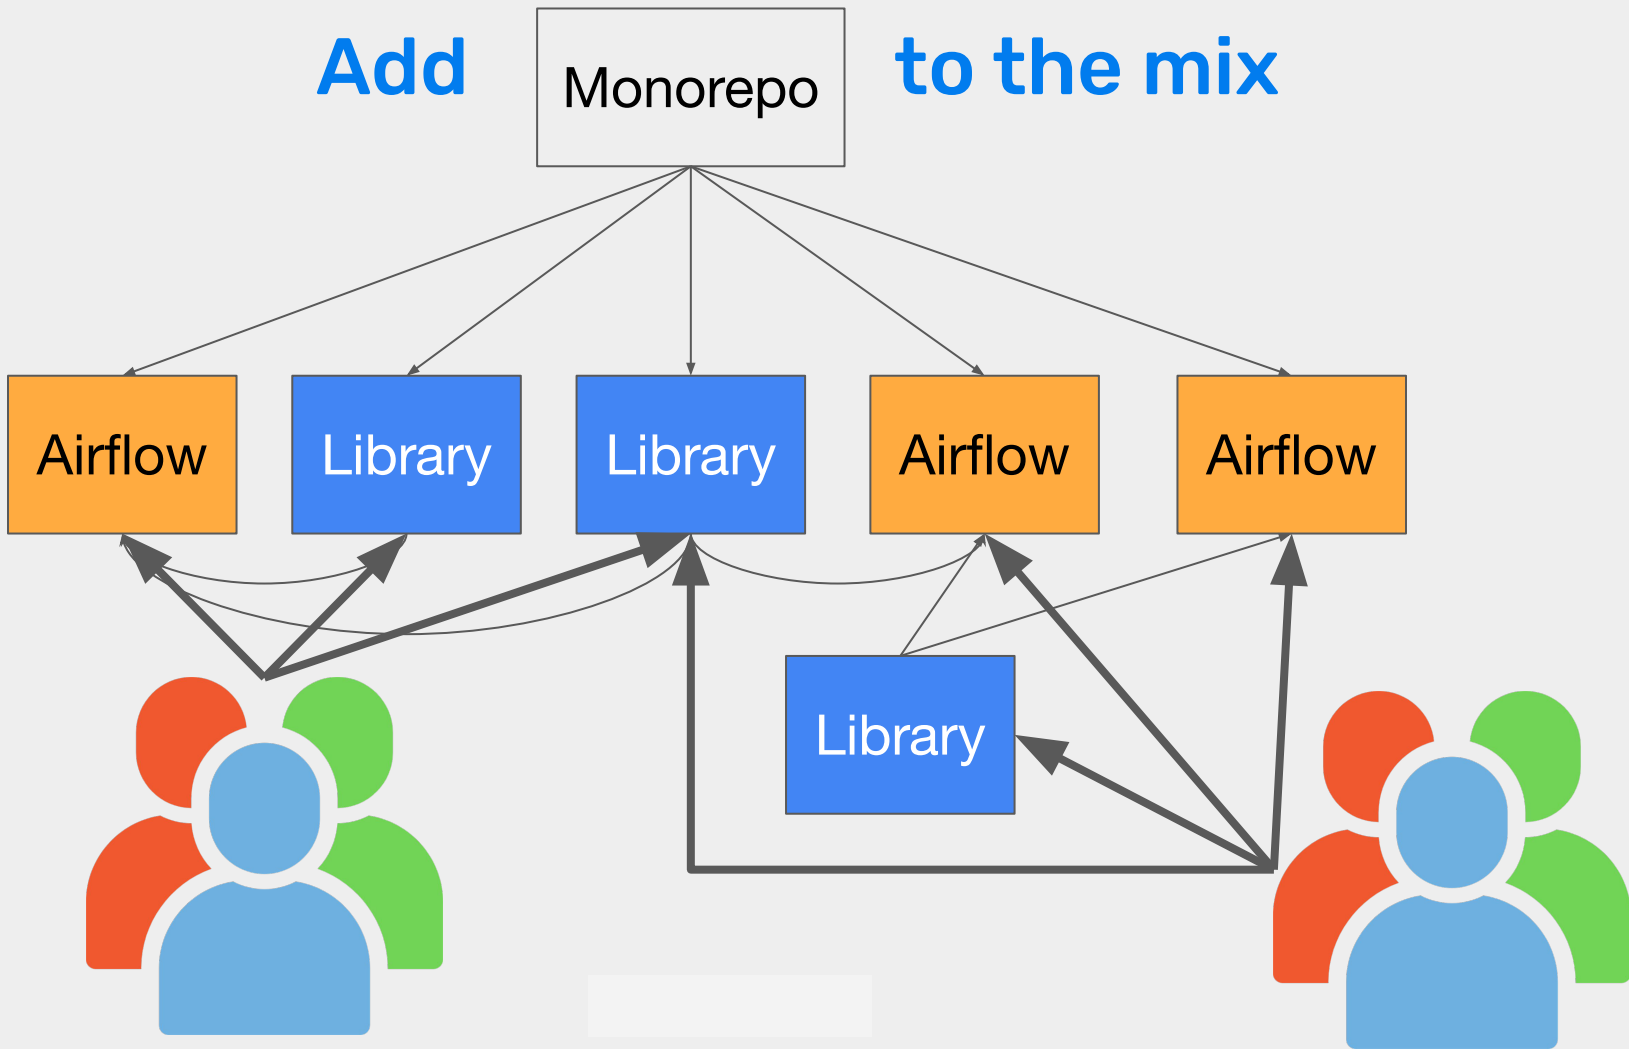 Add Monorepo to the mix
Airflow
Library
Library
Airflow
Airflow
Library